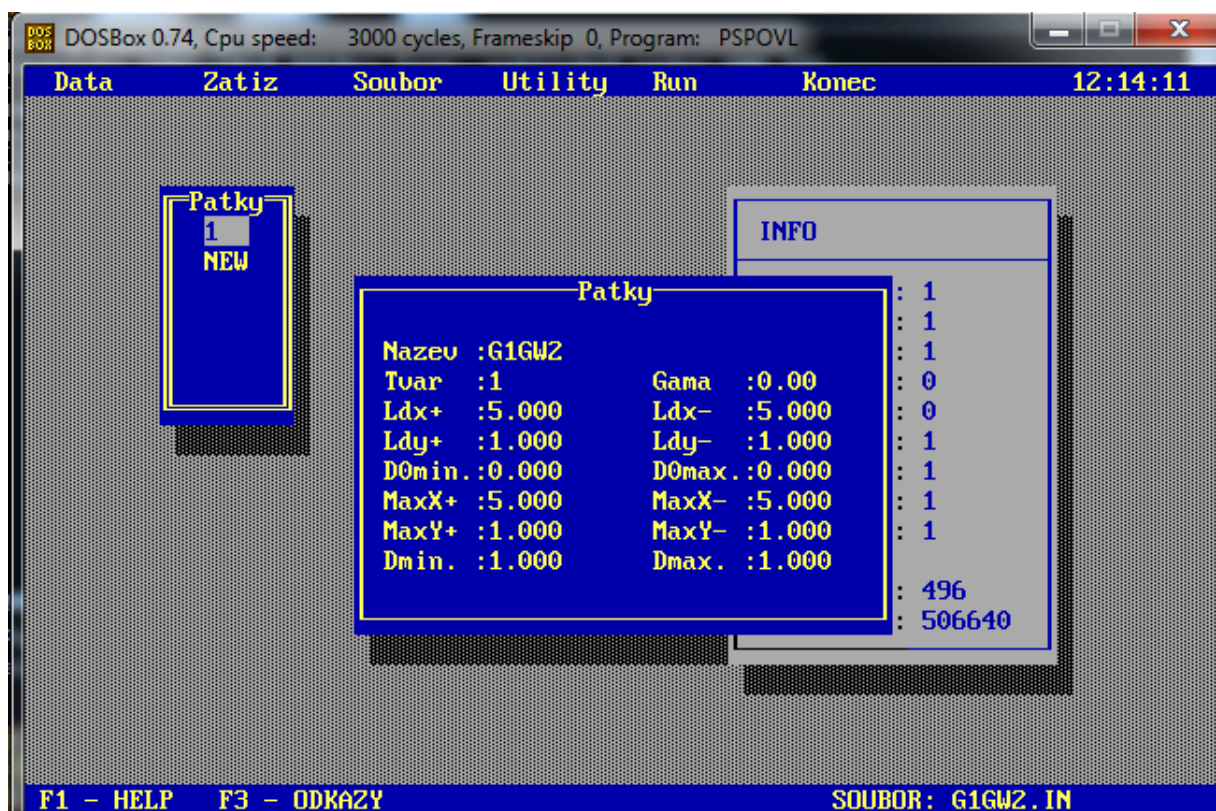 DOSBox 0.74, Cpu speed: 3000 cycles, Frameskip 0, Program: PSPOVL
Data Zatiz Soubor Utility Run Konec 12:14:11
Patky
1
NEW
INFO
: 1
: 1
: 1
: 0
: 0
: 1
: 1
: 1
: 1
: 496
: 506640
Patky
Nazev :G1GW2
Tvar :1 Gama :0.00
Ldx+ :5.000 Ldx- :5.000
Ldy+ :1.000 Ldy- :1.000
D0min.:0.000 D0max.:0.000
MaxX+ :5.000 MaxX- :5.000
MaxY+ :1.000 MaxY- :1.000
Dmin. :1.000 Dmax. :1.000
F1 - HELP F3 - ODKAZY SOUBOR: G1GW2.IN